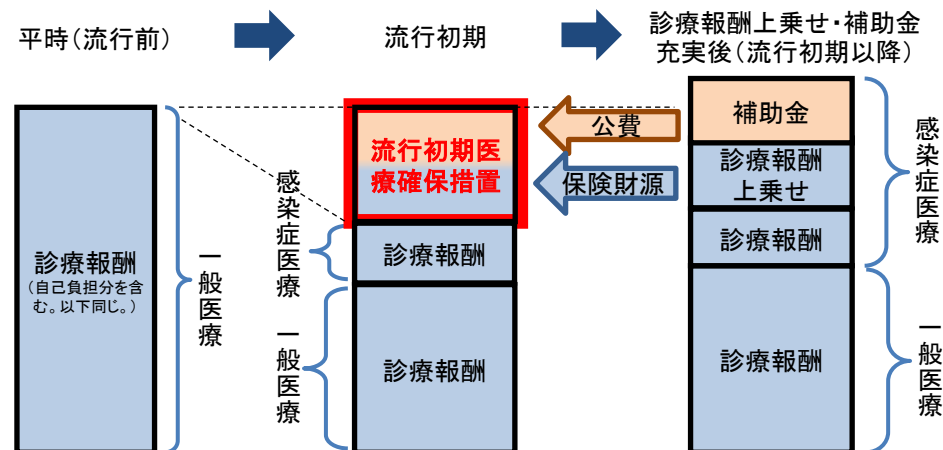 平時（流行前）
流行初期
診療報酬上乗せ・補助金
充実後（流行初期以降）
診療報酬
（自己負担分を含
む。以下同じ。）
一般医療
流行初期医
療確保措置
診療報酬
診療報酬
感染症医療
一般医療
公費
保険財源
補助金
診療報酬
上乗せ
診療報酬
診療報酬
感染症医療
一般医療